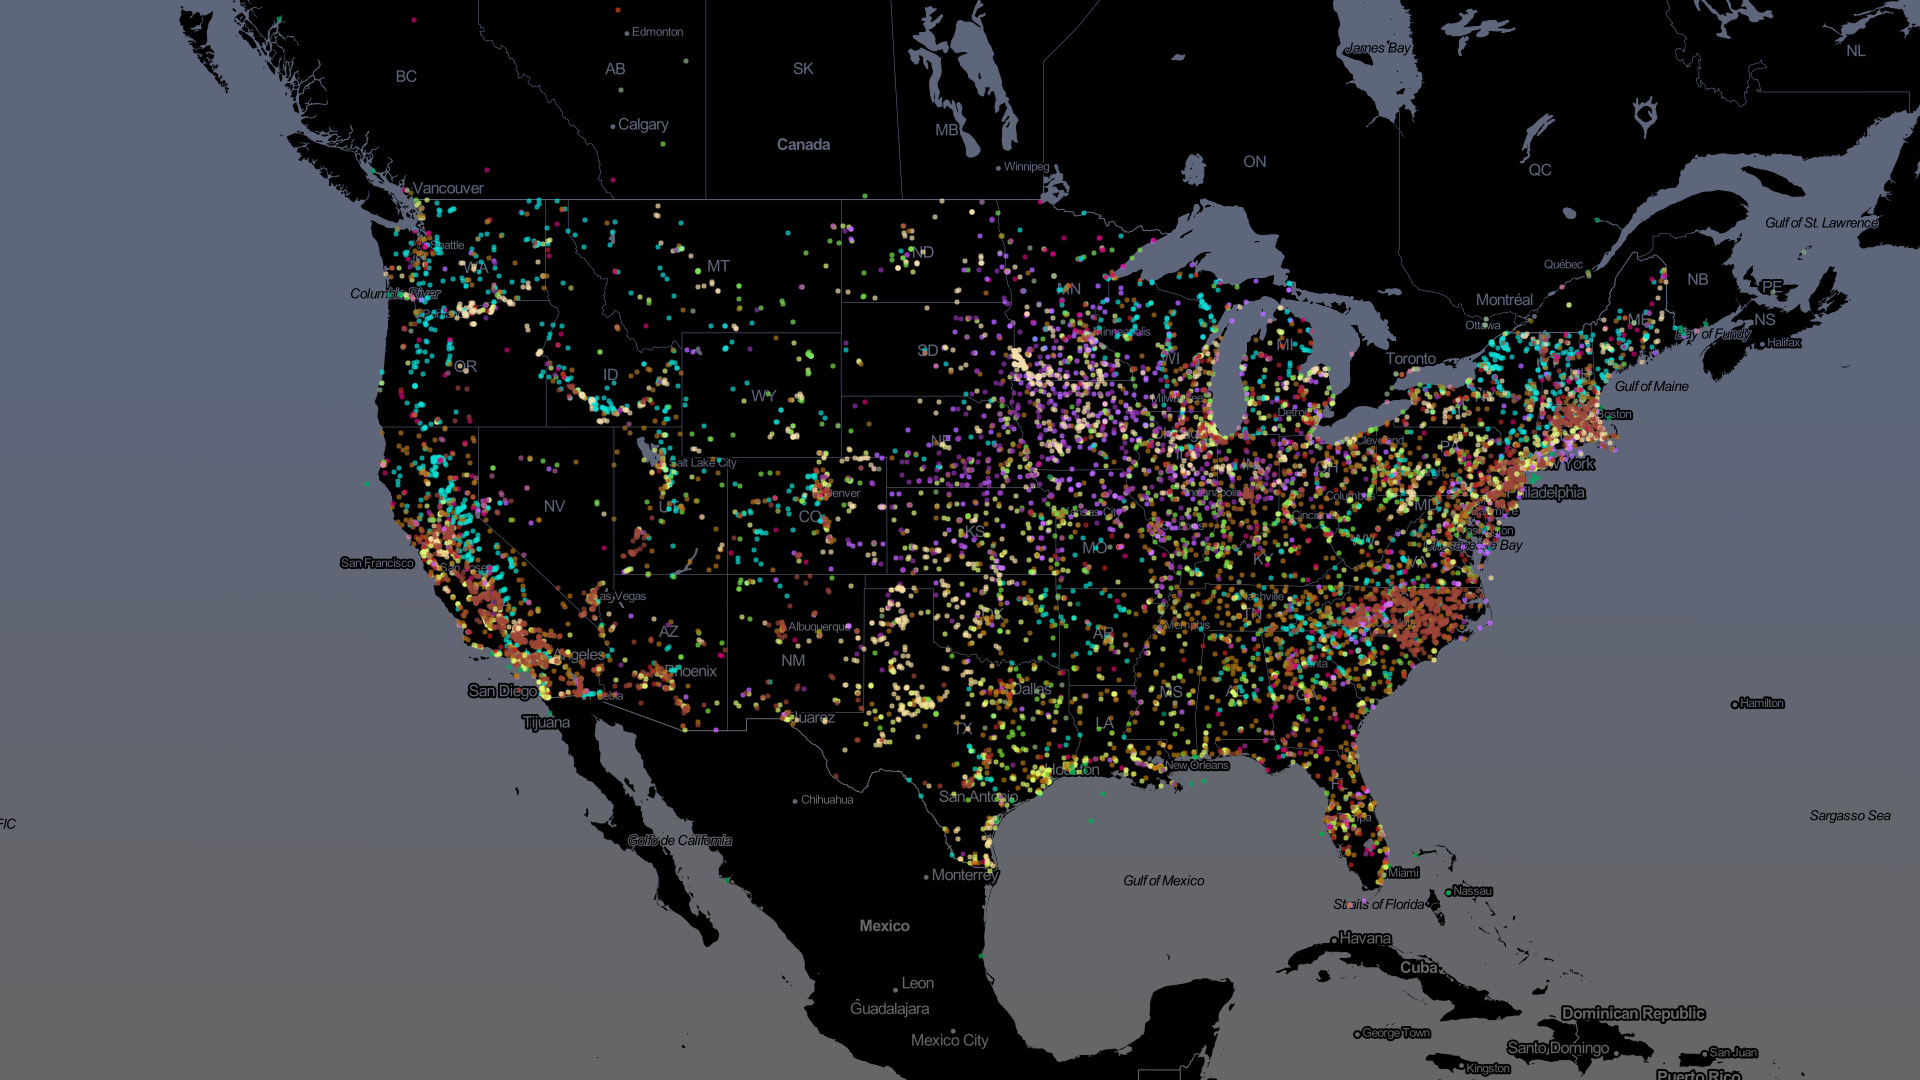 Edmonton
NL
James Bay
AB
SK
BC
Calgary
MB
Canada
Winnipeg
ON
QC
Vancouver
Gulf of St. Lawrence
Seattle
ND
Québec
WA
MT
NB
MN
PE
Columbia River
Montréal
Portland
NS
Ottawa
ME
Bay of Fundy
Minneapolis
Halifax
SD
WI
MI
Toronto
OR
ID
Gulf of Maine
WY
Milwaukee
Detroit
Boston
Chicago
NE
Cleveland
PA
Salt Lake City
New York
OH
Denver
Indianapolis
Philadelphia
Columbus
NV
UT
MD
CO
Kansas City
Cincinnati
Baltimore
St. Louis
KS
Washington
San Francisco
MO
Chesapeake Bay
KY
WV
VA
San Jose
Las Vegas
Nashville
TN
Albuquerque
Memphis
AZ
AR
Los Angeles
NM
Atlanta
Phoenix
San Diego
Dallas
MS
AL
GA
Hamilton
Tijuana
Juarez
LA
TX
New Orleans
Houston
FL
San Antonio
Chihuahua
Tampa
Sargasso Sea
FIC
Golfo de California
Miami
Monterrey
Gulf of Mexico
Nassau
Straits of Florida
Mexico
Havana
Cuba
Leon
Guadalajara
Dominican Republic
George Town
Mexico City
Santo Domingo
San Juan
Kingston
Puerto Rico